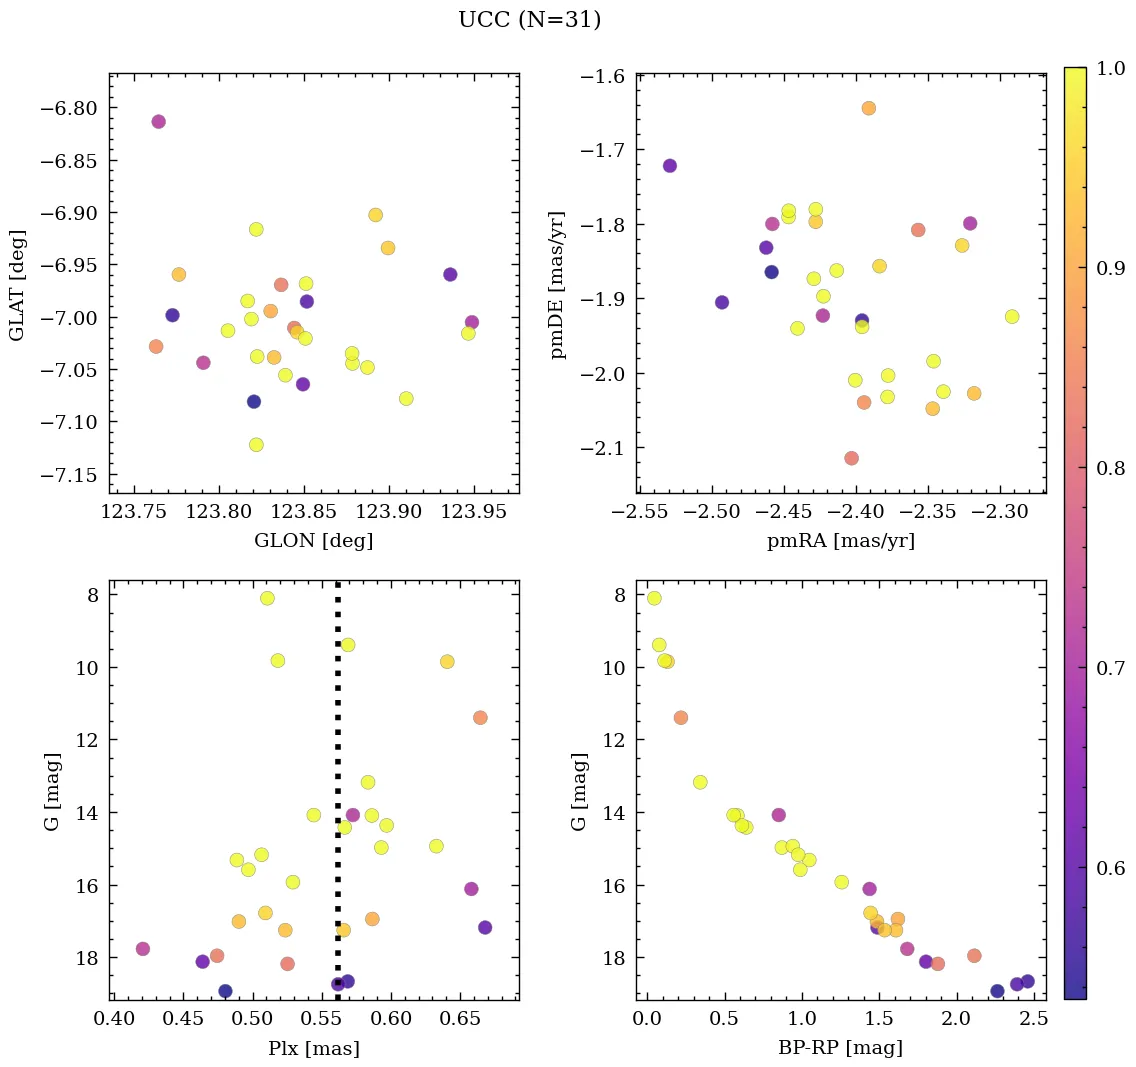 UCC (N=31)
−6.80
−6.85
−6.90
−6.95
−7.00
−7.05
−7.10
−7.15
GLAT [deg]
123.75 123.80 123.85 123.90 123.95
GLON [deg]
−1.6
−1.7
−1.8
−1.9
−2.0
−2.1
pmDE [mas/yr]
−2.55 −2.50 −2.45 −2.40 −2.35 −2.30
pmRA [mas/yr]
8
10
12
14
16
18
G [mag]
0.40 0.45 0.50 0.55 0.60 0.65
Plx [mas]
8
10
12
14
16
18
G [mag]
0.0 0.5 1.0 1.5 2.0 2.5
BP-RP [mag]
1.0
0.9
0.8
0.7
0.6